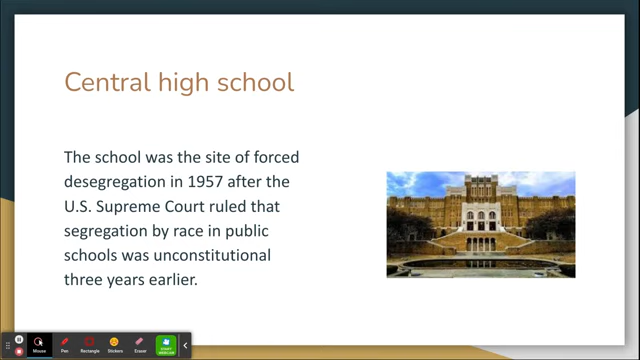 Central high school
The school was the site of forced
desegregation in 1957 after the
U.S. Supreme Court ruled that
segregation by race in public
schools was unconstitutional
three years earlier.
Mouse Pen Rectangle Stickers Eraser